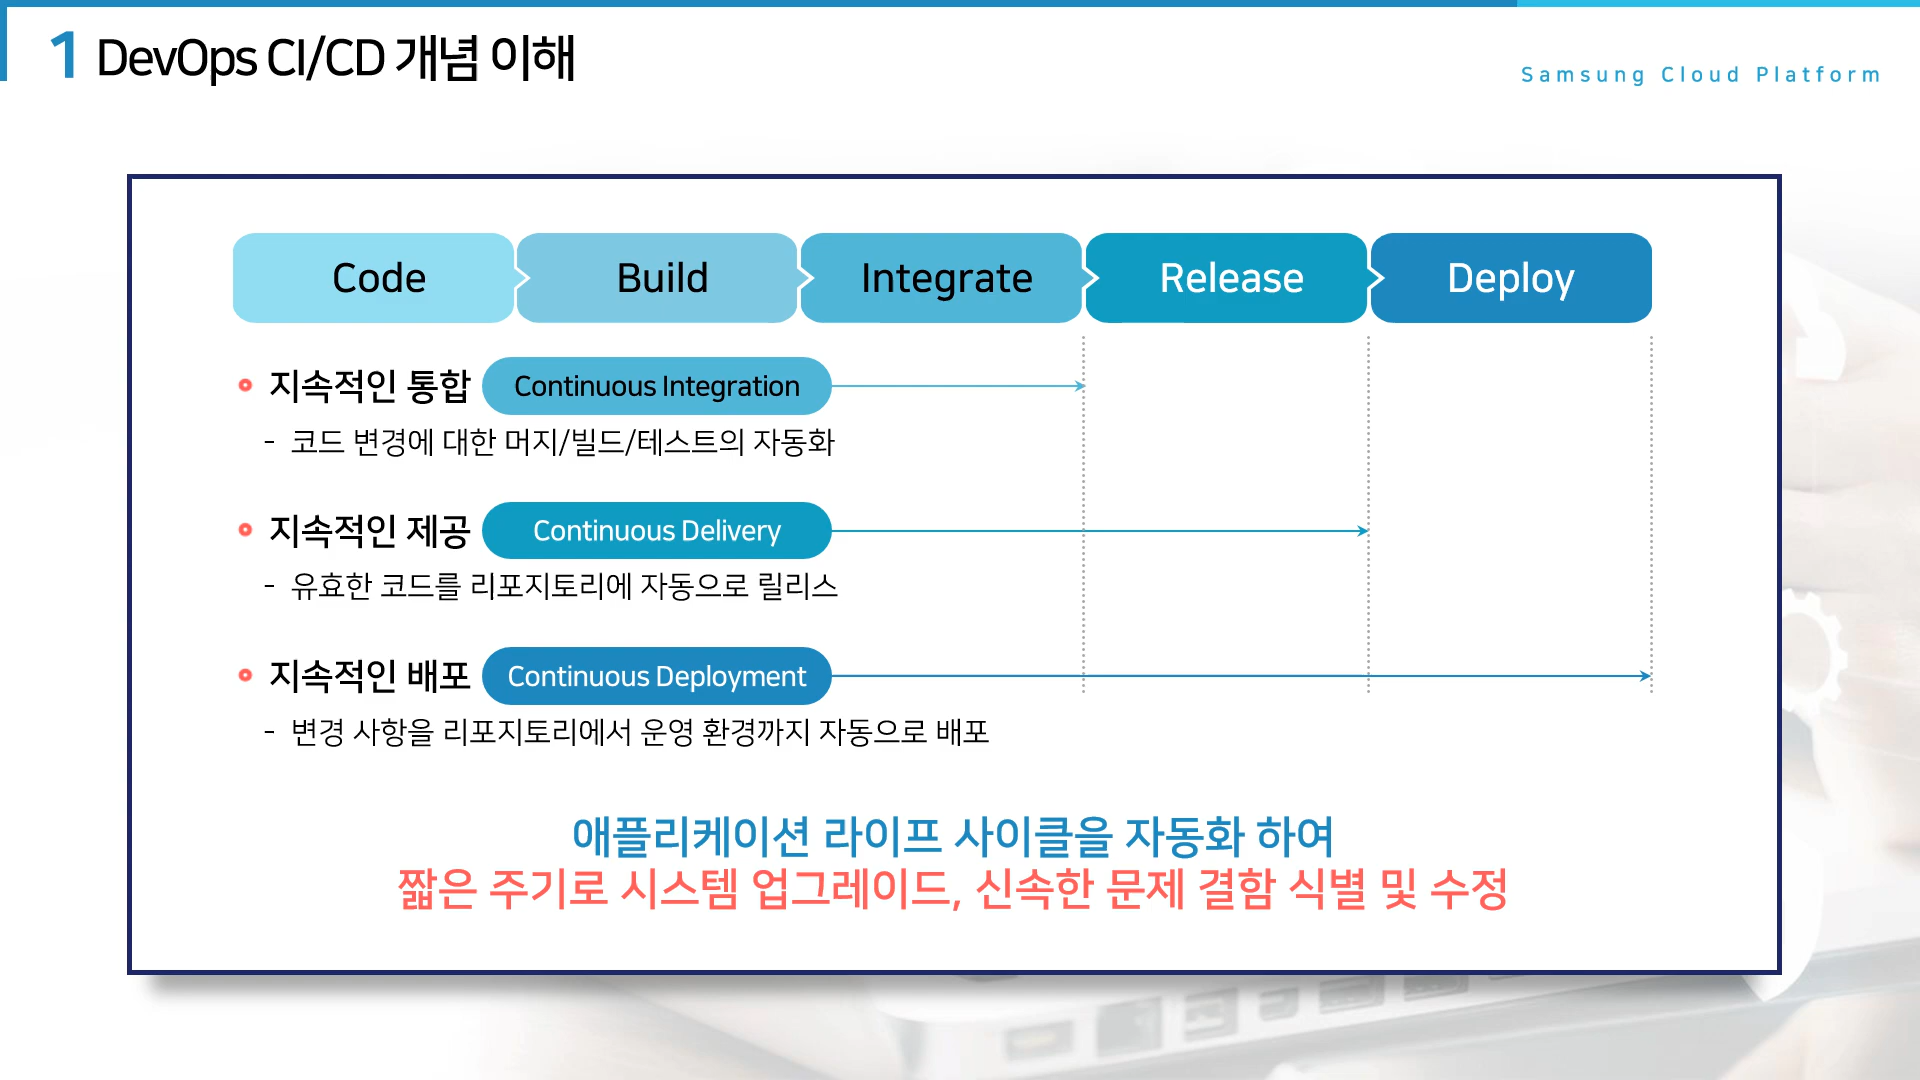 1 DevOps CI/CD 개념 이해
Samsung Cloud Platform
Code Build Integrate Release Deploy
지속적인 통합 Continuous Integration
- 코드 변경에 대한 머지/빌드/테스트의 자동화
지속적인 제공 Continuous Delivery
- 유효한 코드를 리포지토리에 자동으로 릴리스
지속적인 배포 Continuous Deployment
- 변경 사항을 리포지토리에서 운영 환경까지 자동으로 배포
애플리케이션 라이프 사이클을 자동화 하여
짧은 주기로 시스템 업그레이드, 신속한 문제 결함 식별 및 수정